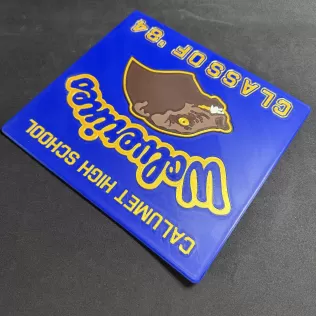 CALUMET HIGH SCHOOL
Wolverines
CLASS OF '84